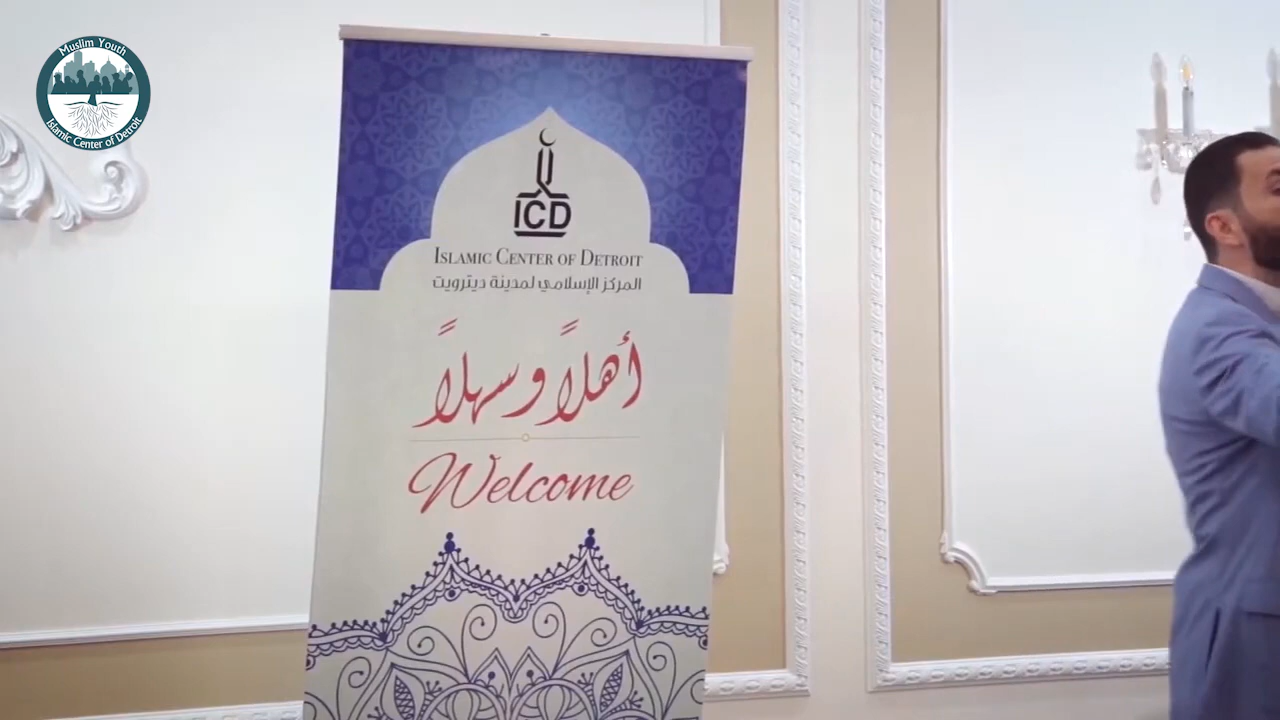 Muslim Youth
Islamic Center of Detroit
ICD
ISLAMIC CENTER OF DETROIT
المركز الإسلامي لمدينة ديترويت
أهلاً وسهلاً
Welcome